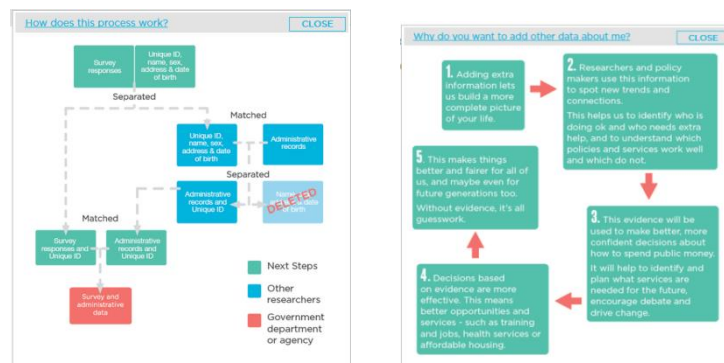 How does this process work?
CLOSE
Survey
responses
Unique ID,
name, sex,
address & date
of birth
Separated
Matched
Unique ID,
name, sex,
address & date
of birth
Administrative
records
Separated
Administrative
records and
Unique ID
DELETED
of birth
Matched
Survey
responses and
Unique ID
Administrative
records and
Unique ID
Survey and
administrative
data
Next Steps
Other
researchers
Government
department
or agency
Why do you want to add other data about me?
CLOSE
1. Adding extra
information lets
us build a more
complete picture
of your life.
2. Researchers and policy
makers use this information
to spot new trends and
connections.
This helps us to identify who is
doing ok and who needs extra
help, and to understand which
policies and services work well
and which do not.
3. This evidence will be
used to make better, more
confident decisions about
how to spend public money.
It will help to identify and
plan what services are
needed for the future,
encourage debate and
drive change.
4. Decisions based
on evidence are more
effective. This means
better opportunities and
services - such as training
and jobs, health services or
affordable housing.
5. This makes things
better and fairer for all of
us, and maybe even for
future generations too.
Without evidence, it's all
guesswork.